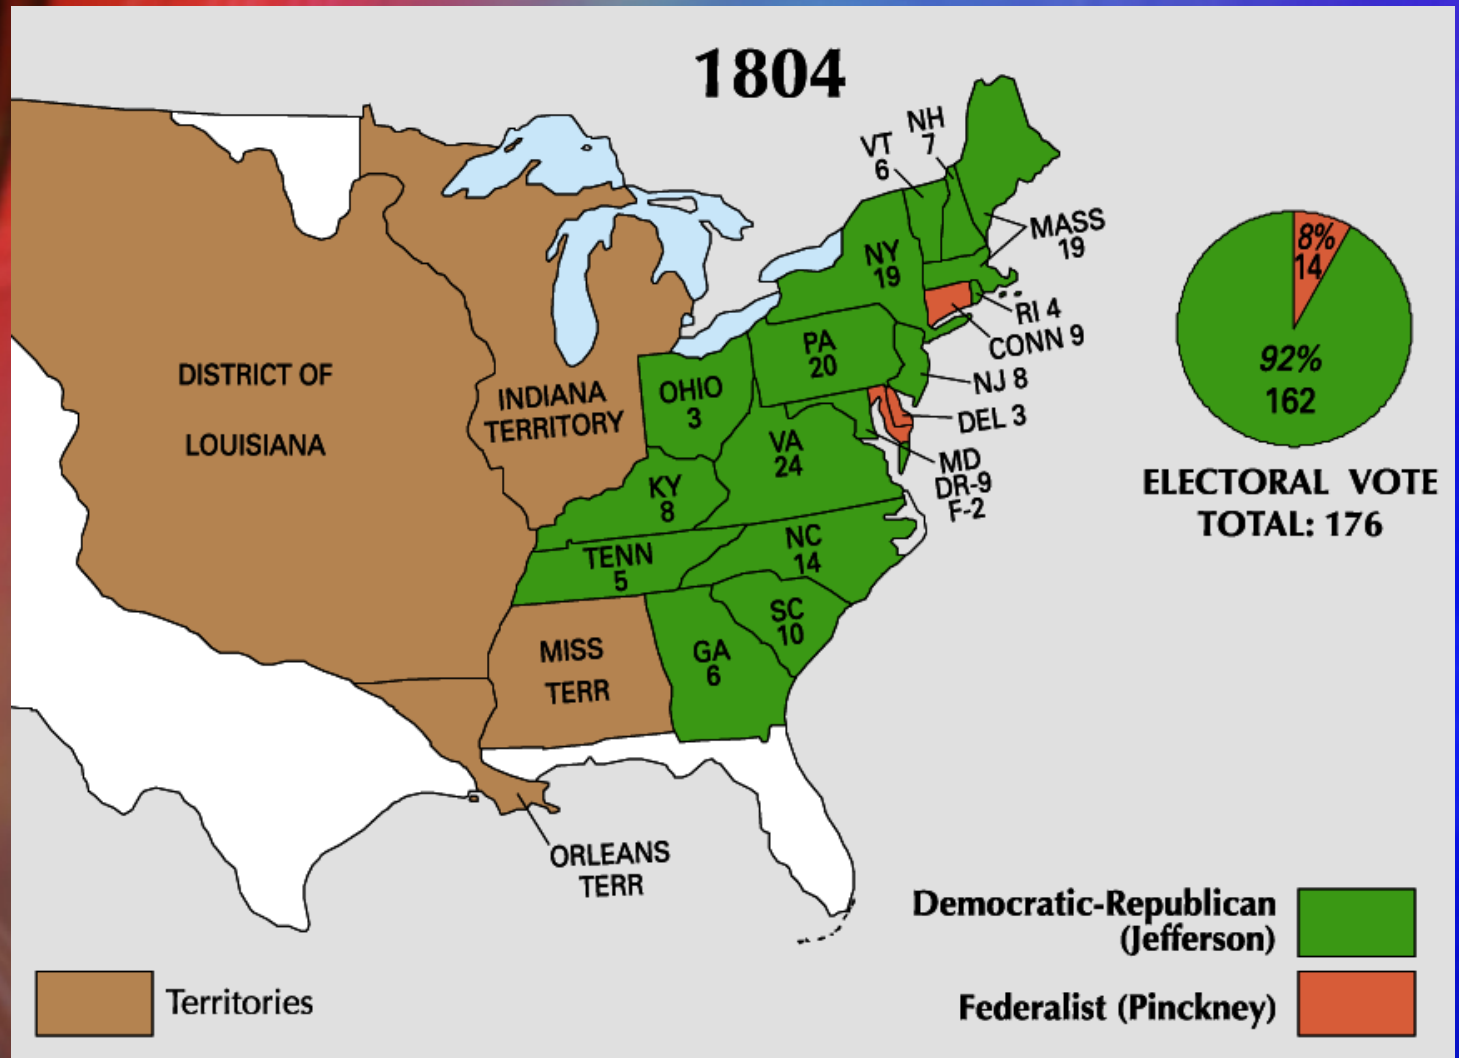 1804
NH
7
VT
6
MASS
19
NY
19
8%
14
RI 4
CONN 9
PA
20
92%
162
NJ 8
DISTRICT OF
LOUISIANA
INDIANA
TERRITORY
OHIO
3
DEL 3
VA
24
MD
DR-9
F-2
ELECTORAL VOTE
TOTAL: 176
KY
8
TENN
5
NC
14
SC
10
MISS
TERR
GA
6
ORLEANS
TERR
Democratic-Republican
(Jefferson)
Federalist (Pinckney)
Territories